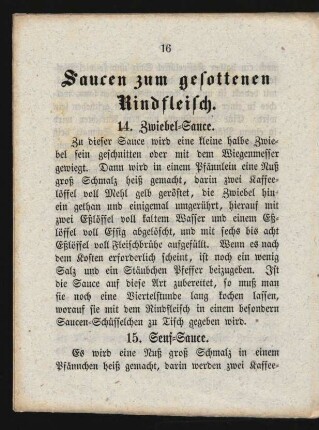 16
Saucen zum gesottenen
Rindfleisch.
14. Zwiebel-Sauce.
Zu dieser Sauce wird eine kleine halbe Zwie-
bel fein geschnitten oder mit dem Wiegenmesser
gewiegt. Dann wird in einem Pfännlein eine Nuß
groß Schmalz heiß gemacht, darin zwei Kaffee-
löffel voll Mehl gelb geröstet, die Zwiebel hin-
ein gethan und einigemal umgerührt, hierauf mit
zwei Eßlöffel voll kaltem Wasser und einem Eß-
löffel voll Essig abgelöscht, und mit sechs bis acht
Eßlöffel voll Fleischbrühe aufgefüllt. Wenn es nach
dem Kosten erforderlich scheint, ist noch ein wenig
Salz und ein Stäubchen Pfeffer beizugeben. Ist
die Sauce auf diese Art zubereitet, so muß man
sie noch eine Viertelstunde lang kochen lassen,
worauf sie mit dem Rindfleisch in einem besondern
Saucen-Schüsselchen zu Tisch gegeben wird.
15. Senf-Sauce.
Es wird eine Nuß groß Schmalz in einem
Pfännchen heiß gemacht, darin werden zwei Kaffee-